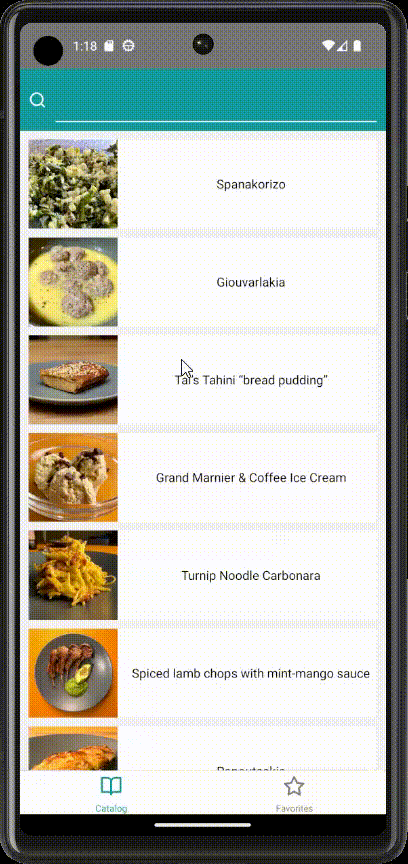 1:18
Spanakorizo
Giouvarlakia
Tal's Tahini “bread pudding”
Grand Marnier & Coffee Ice Cream
Turnip Noodle Carbonara
Spiced lamb chops with mint-mango sauce
Catalog
Favorites